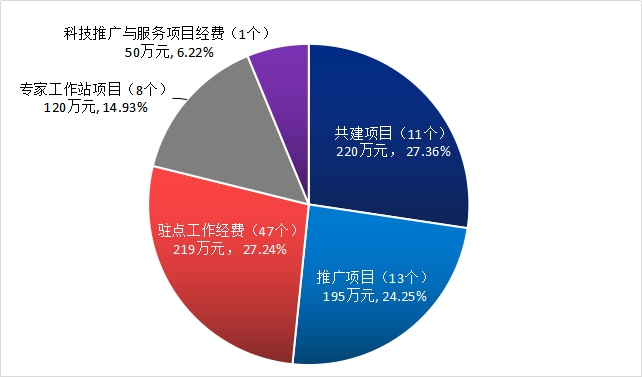 科技推广与服务项目经费（1个）
50万元, 6.22%
专家工作站项目（8个）
120万元, 14.93%
共建项目（11个）
220万元， 27.36%
驻点工作经费（47个）
219万元， 27.24%
推广项目（13个）
195万元, 24.25%